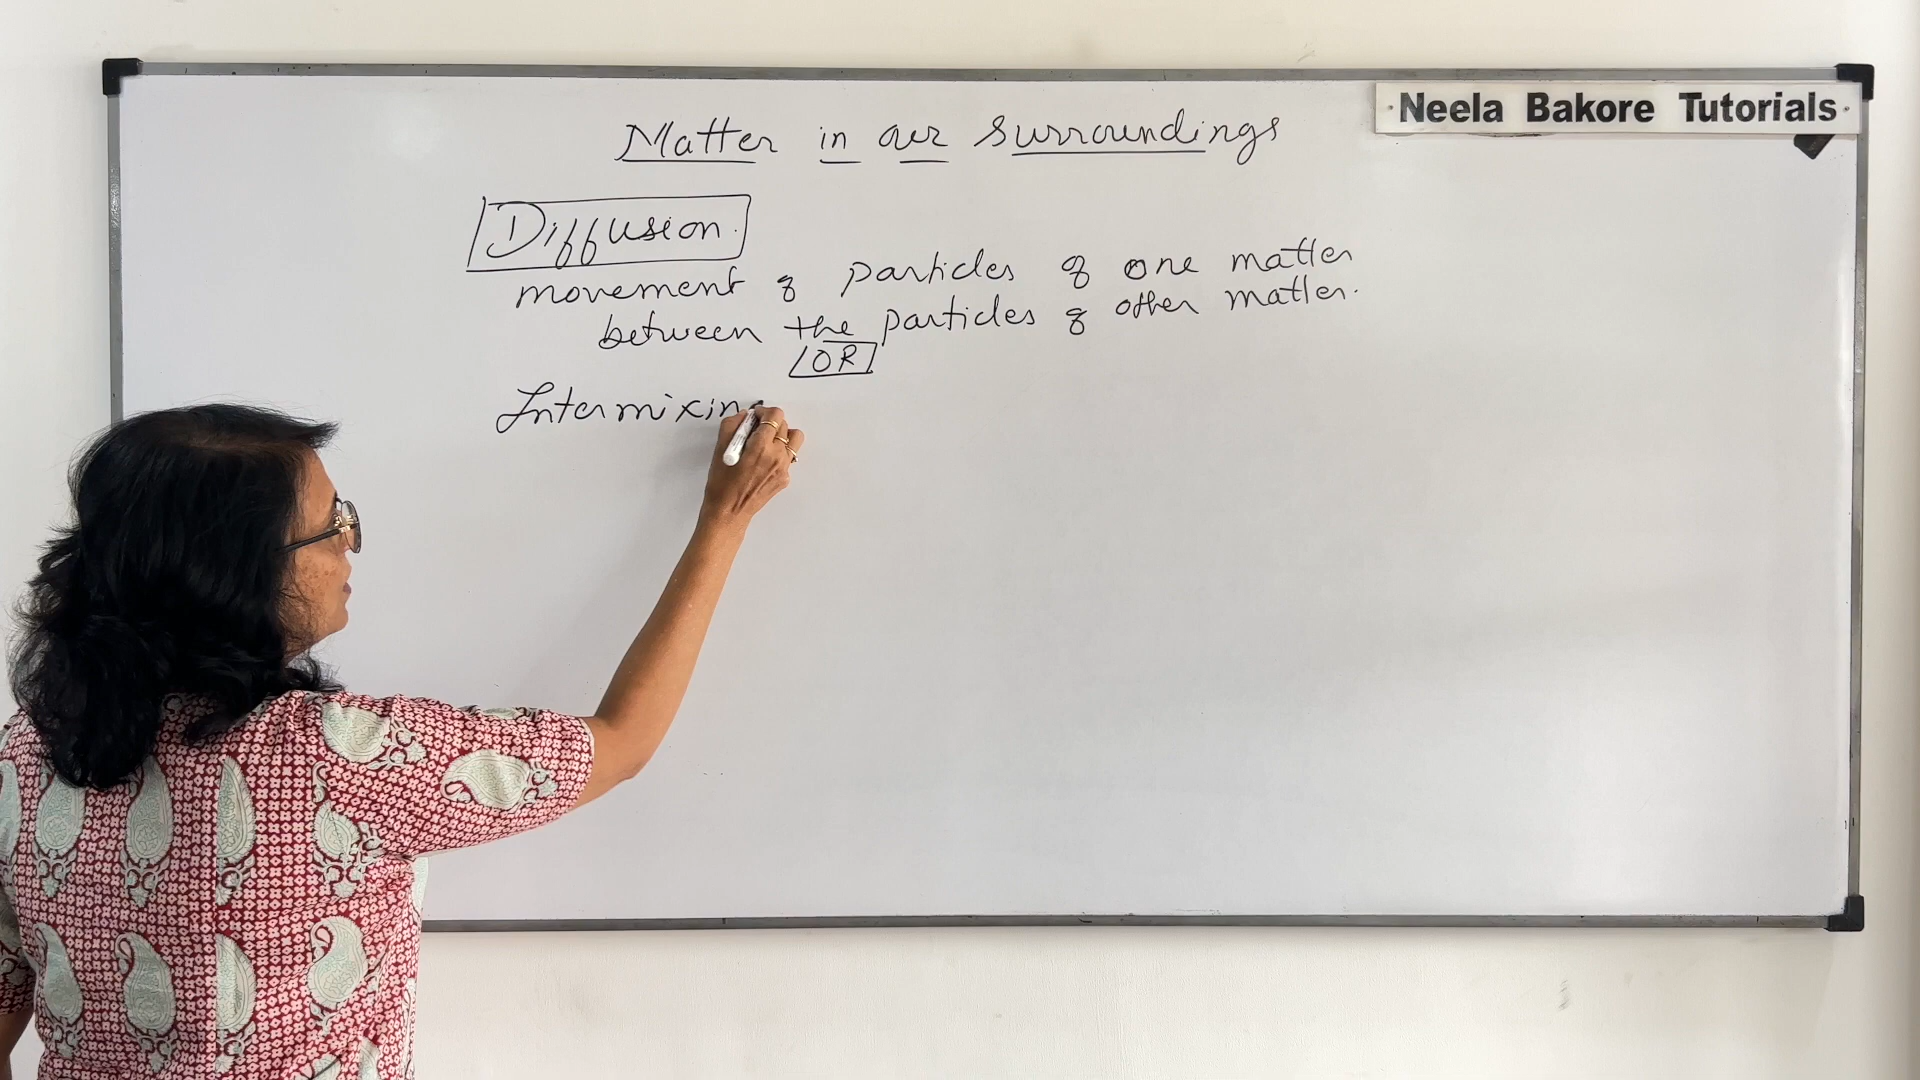 Neela Bakore Tutorials
Matter in our surroundings
Diffusion.
movement of particles of one matter
between the particles of other matter.
OR
Intermixing